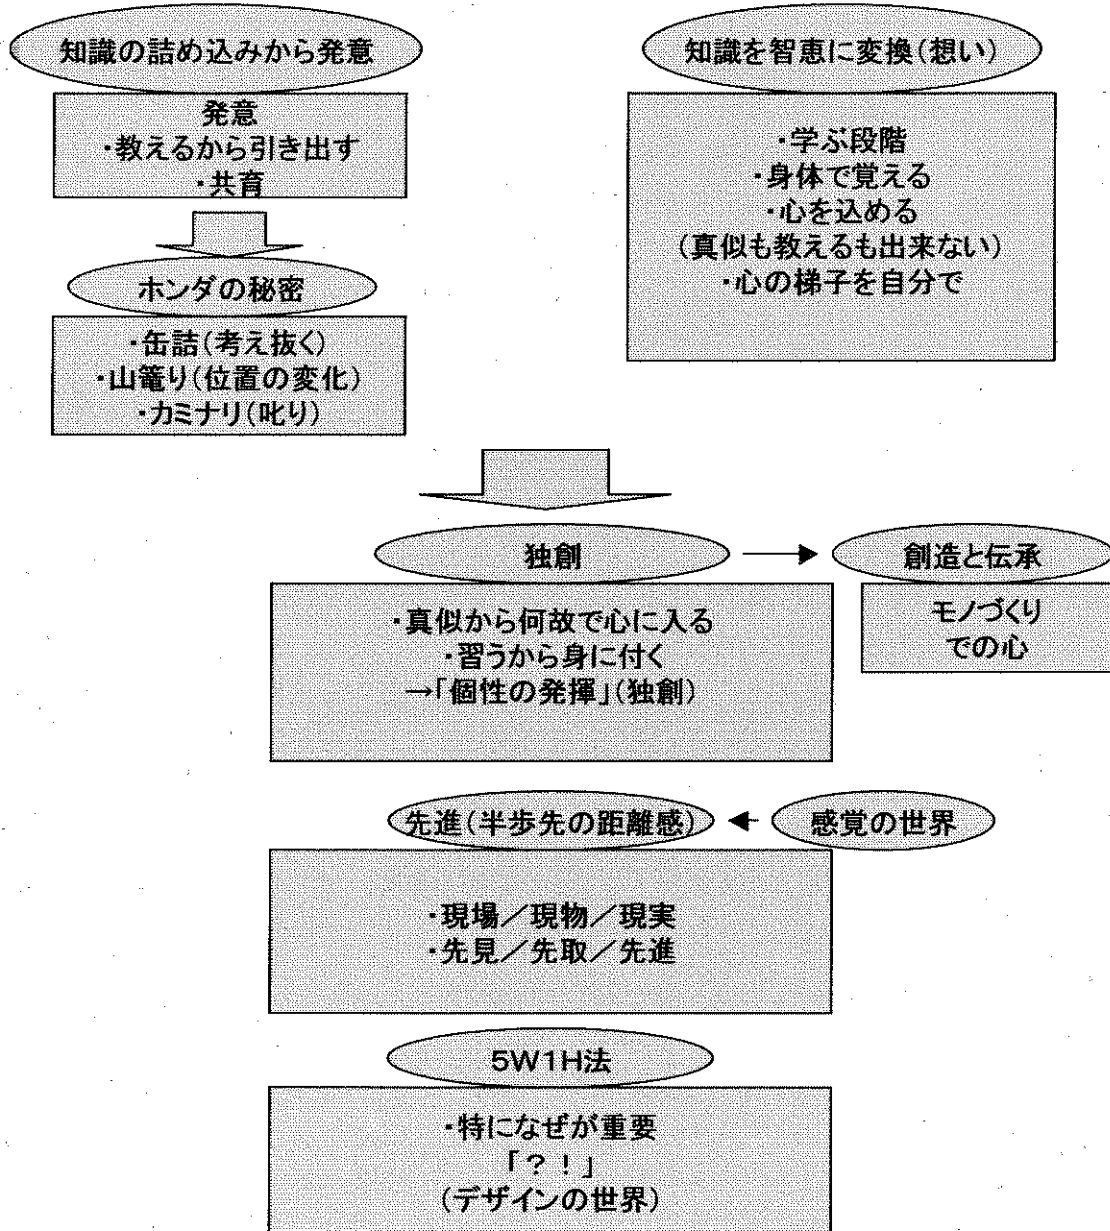 知識の詰め込みから発意
発意
・教えるから引き出す
・共育
ホンダの秘密
・缶詰(考え抜く)
・山篭り(位置の変化)
・カミナリ(叱り)
知識を智恵に変換(想い)
・学ぶ段階
・身体で覚える
・心を込める
(真似も教えるも出来ない)
・心の梯子を自分で
独創
・真似から何故で心に入る
・習うから身に付く
→「個性の発揮」(独創)
創造と伝承
モノづくり
での心
先進(半歩先の距離感)
感覚の世界
・現場／現物／現実
・先見／先取／先進
5W1H法
・特になぜが重要
「？！」
(デザインの世界)